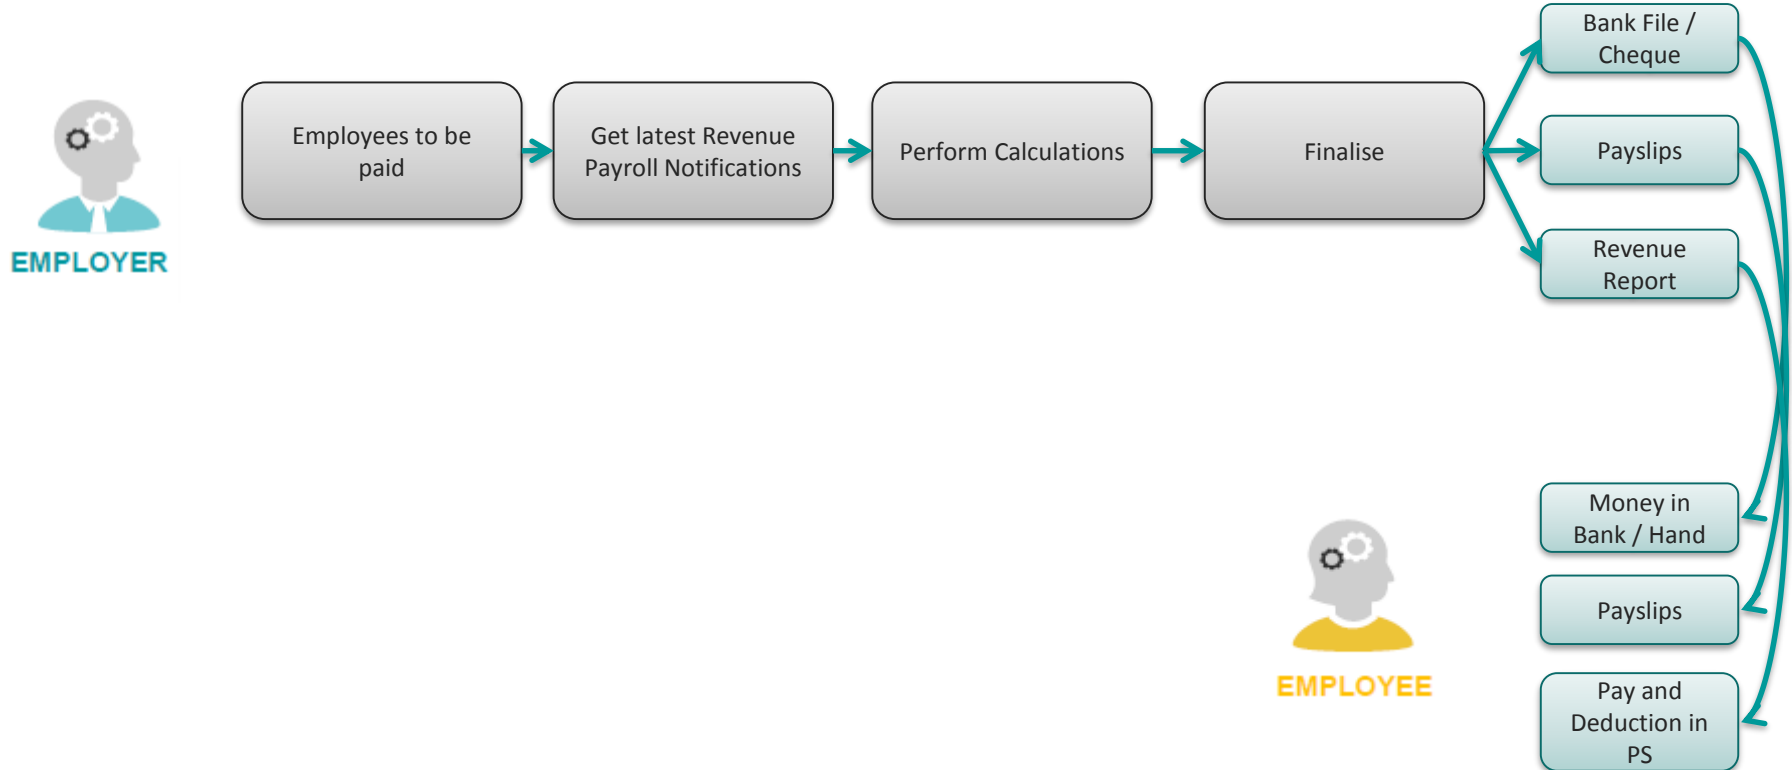 EMPLOYER
Employees to be
paid
Get latest Revenue
Payroll Notifications
Perform Calculations
Finalise
Bank File /
Cheque
Payslips
Revenue
Report
EMPLOYEE
Money in
Bank / Hand
Payslips
Pay and
Deduction in
PS